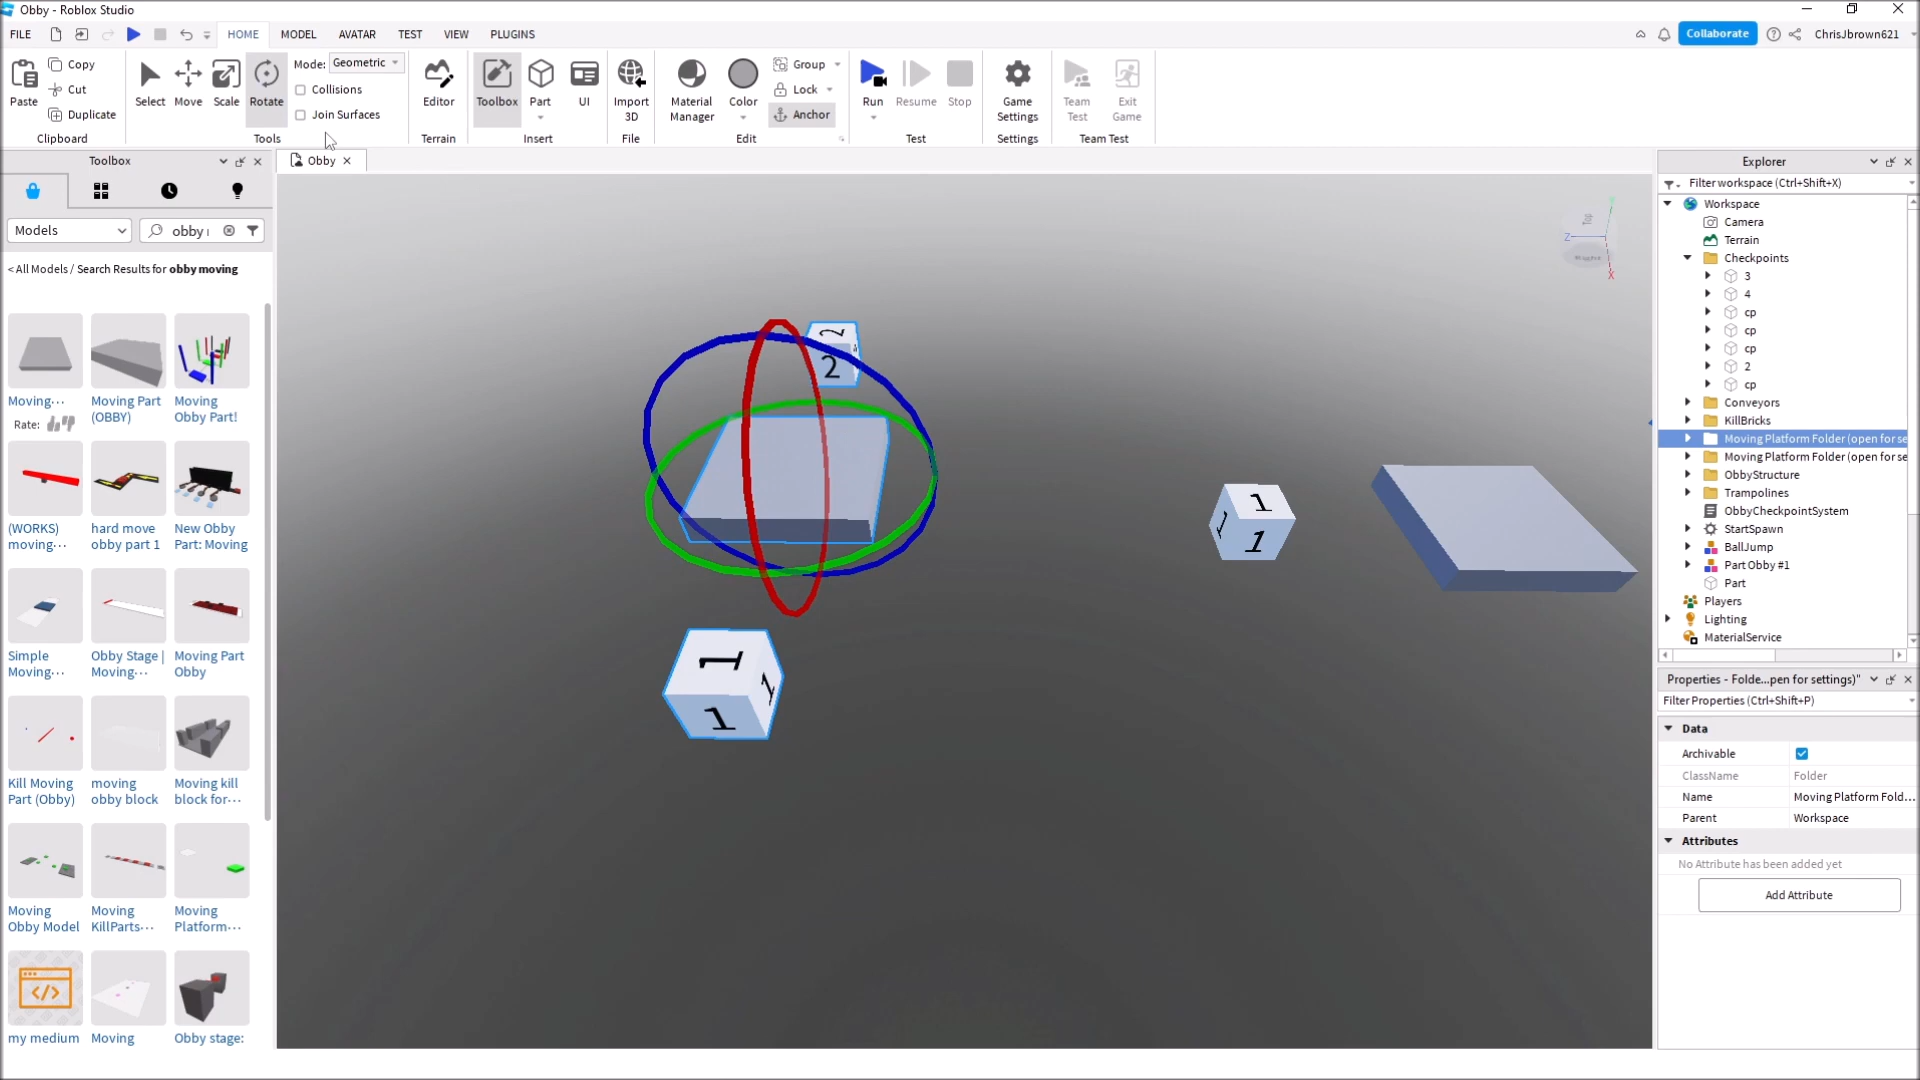 Obby - Roblox Studio
FILE HOME MODEL AVATAR TEST VIEW PLUGINS Collaborate ChrisJbrown621
Paste Copy Cut Duplicate
Select Move Scale Rotate
Mode: Geometric
Collisions
Join Surfaces
Editor Toolbox Part UI Import 3D Material Manager Color
Group
Lock
Anchor
Run Resume Stop Game Settings Team Test Exit Game
Clipboard Tools Terrain Insert File Edit Test Settings Team Test
Toolbox
Obby
Models
obby
< All Models / Search Results for obby moving
Moving...
Moving Part (OBBY)
Moving Obby Part!
Rate:
(WORKS) moving...
hard move obby part 1
New Obby Part: Moving
Simple Moving...
Obby Stage | Moving...
Moving Part Obby
Kill Moving Part (Obby)
moving obby block
Moving kill block for...
Moving Obby Model
Moving KillParts...
Moving Platform...
my medium
Moving
Obby stage:
2
2
1
1
1
1
1
1
Top
Z
X
Explorer
Filter workspace (Ctrl+Shift+X)
Workspace
Camera
Terrain
Checkpoints
3
4
cp
cp
cp
2
cp
Conveyors
KillBricks
Moving Platform Folder (open for se
Moving Platform Folder (open for se
ObbyStructure
Trampolines
ObbyCheckpointSystem
StartSpawn
BallJump
Part Obby #1
Part
Players
Lighting
MaterialService
Properties - Folde...pen for settings)"
Filter Properties (Ctrl+Shift+P)
Data
Archivable
ClassName Folder
Name Moving Platform Fold...
Parent Workspace
Attributes
No Attribute has been added yet
Add Attribute